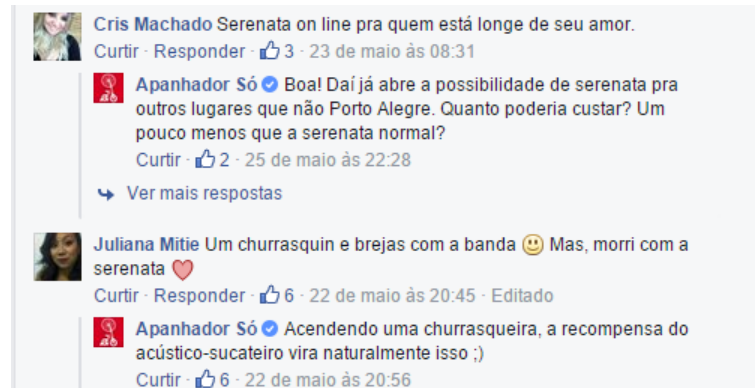 Cris Machado Serenata on line pra quem está longe de seu amor.
Curtir · Responder · 3 · 23 de maio às 08:31
Apanhador Só Boa! Daí já abre a possibilidade de serenata pra
outros lugares que não Porto Alegre. Quanto poderia custar? Um
pouco menos que a serenata normal?
Curtir · 2 · 25 de maio às 22:28
Ver mais respostas
Juliana Mitie Um churrasquin e brejas com a banda Mas, morri com a
serenata
Curtir · Responder · 6 · 22 de maio às 20:45 · Editado
Apanhador Só Acendendo uma churrasqueira, a recompensa do
acústico-sucateiro vira naturalmente isso ;)
Curtir · 6 · 22 de maio às 20:56